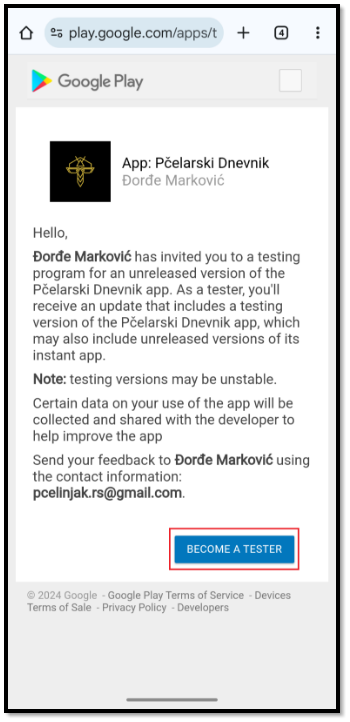 play.google.com/apps/t
4
Google Play
App: Pčelarski Dnevnik
Đorđe Marković
Hello,
Đorđe Marković has invited you to a testing
program for an unreleased version of the
Pčelarski Dnevnik app. As a tester, you'll
receive an update that includes a testing
version of the Pčelarski Dnevnik app, which
may also include unreleased versions of its
instant app.
Note: testing versions may be unstable.
Certain data on your use of the app will be
collected and shared with the developer to
help improve the app
Send your feedback to Đorđe Marković using
the contact information:
pcelinjak.rs@gmail.com.
BECOME A TESTER
© 2024 Google - Google Play Terms of Service - Devices
Terms of Sale - Privacy Policy - Developers